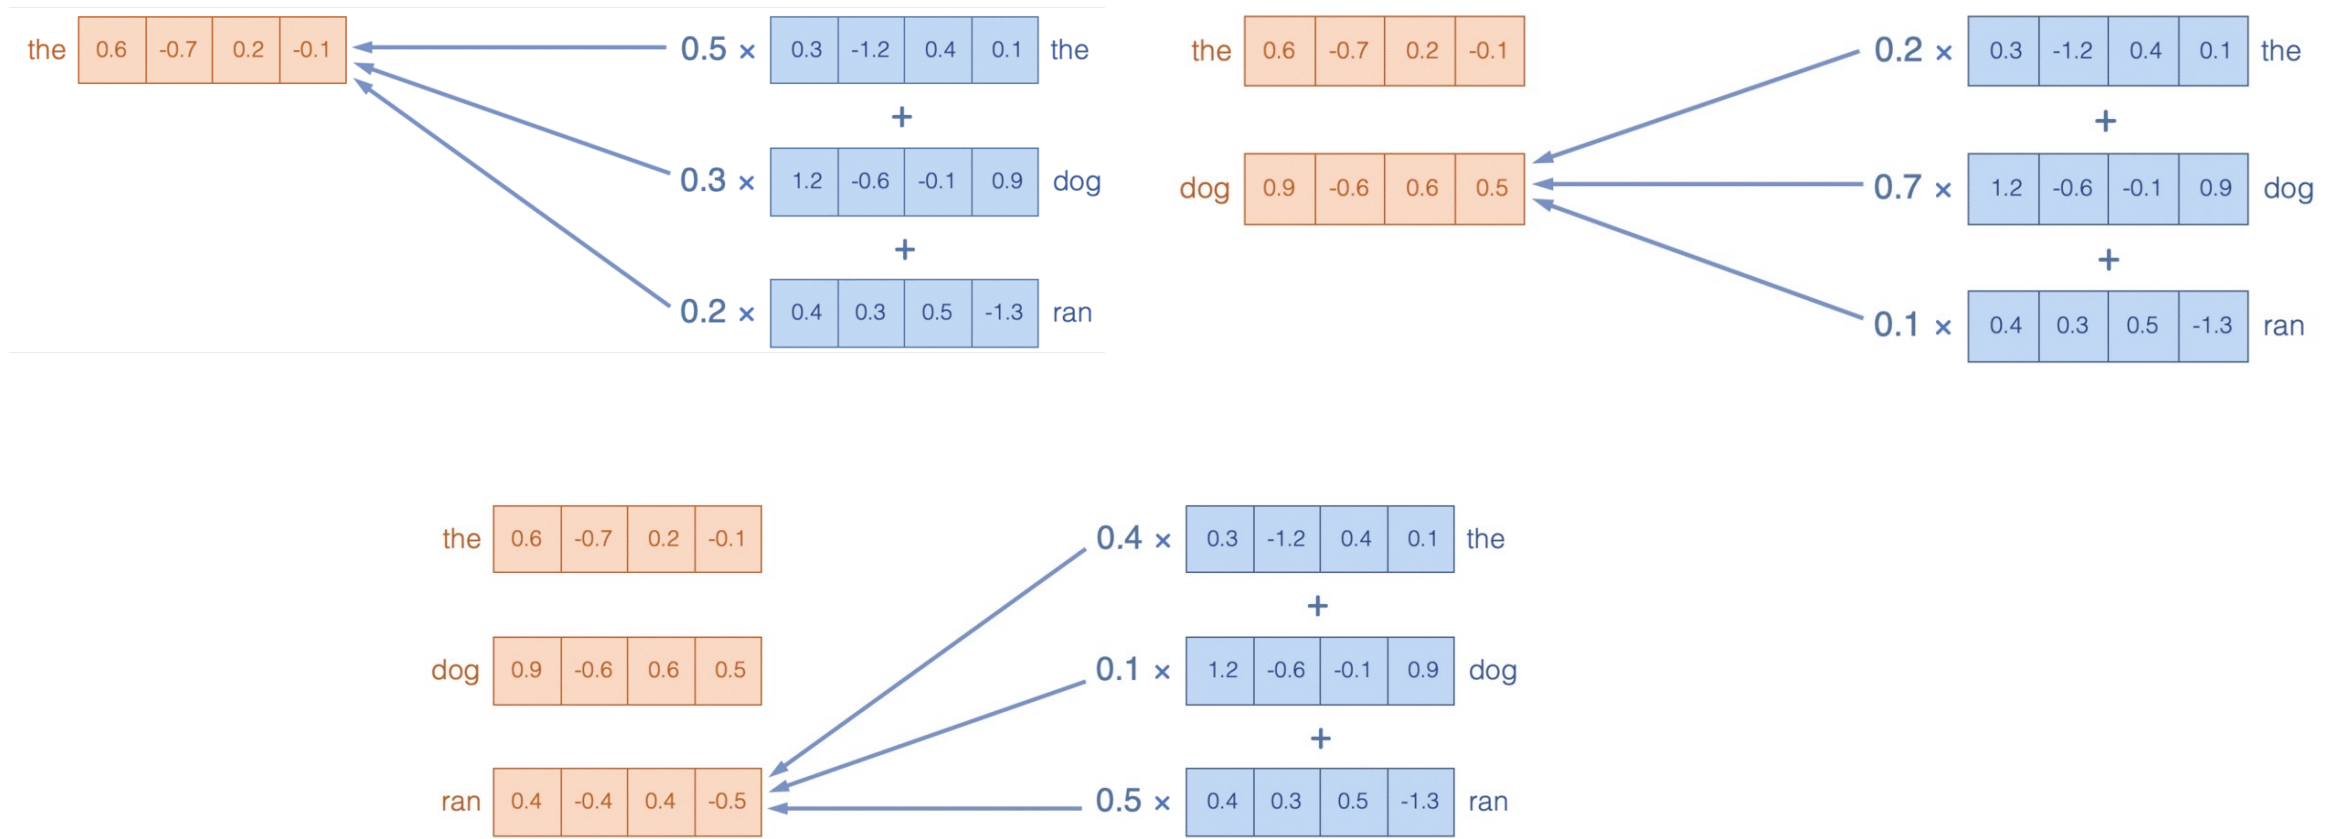 the 0.6 -0.7 0.2 -0.1 0.5 × 0.3 -1.2 0.4 0.1 the
+
0.3 × 1.2 -0.6 -0.1 0.9 dog
+
0.2 × 0.4 0.3 0.5 -1.3 ran
the 0.6 -0.7 0.2 -0.1 0.2 × 0.3 -1.2 0.4 0.1 the
+
dog 0.9 -0.6 0.6 0.5 0.7 × 1.2 -0.6 -0.1 0.9 dog
+
0.1 × 0.4 0.3 0.5 -1.3 ran
the 0.6 -0.7 0.2 -0.1 0.4 × 0.3 -1.2 0.4 0.1 the
+
dog 0.9 -0.6 0.6 0.5 0.1 × 1.2 -0.6 -0.1 0.9 dog
+
ran 0.4 -0.4 0.4 -0.5 0.5 × 0.4 0.3 0.5 -1.3 ran